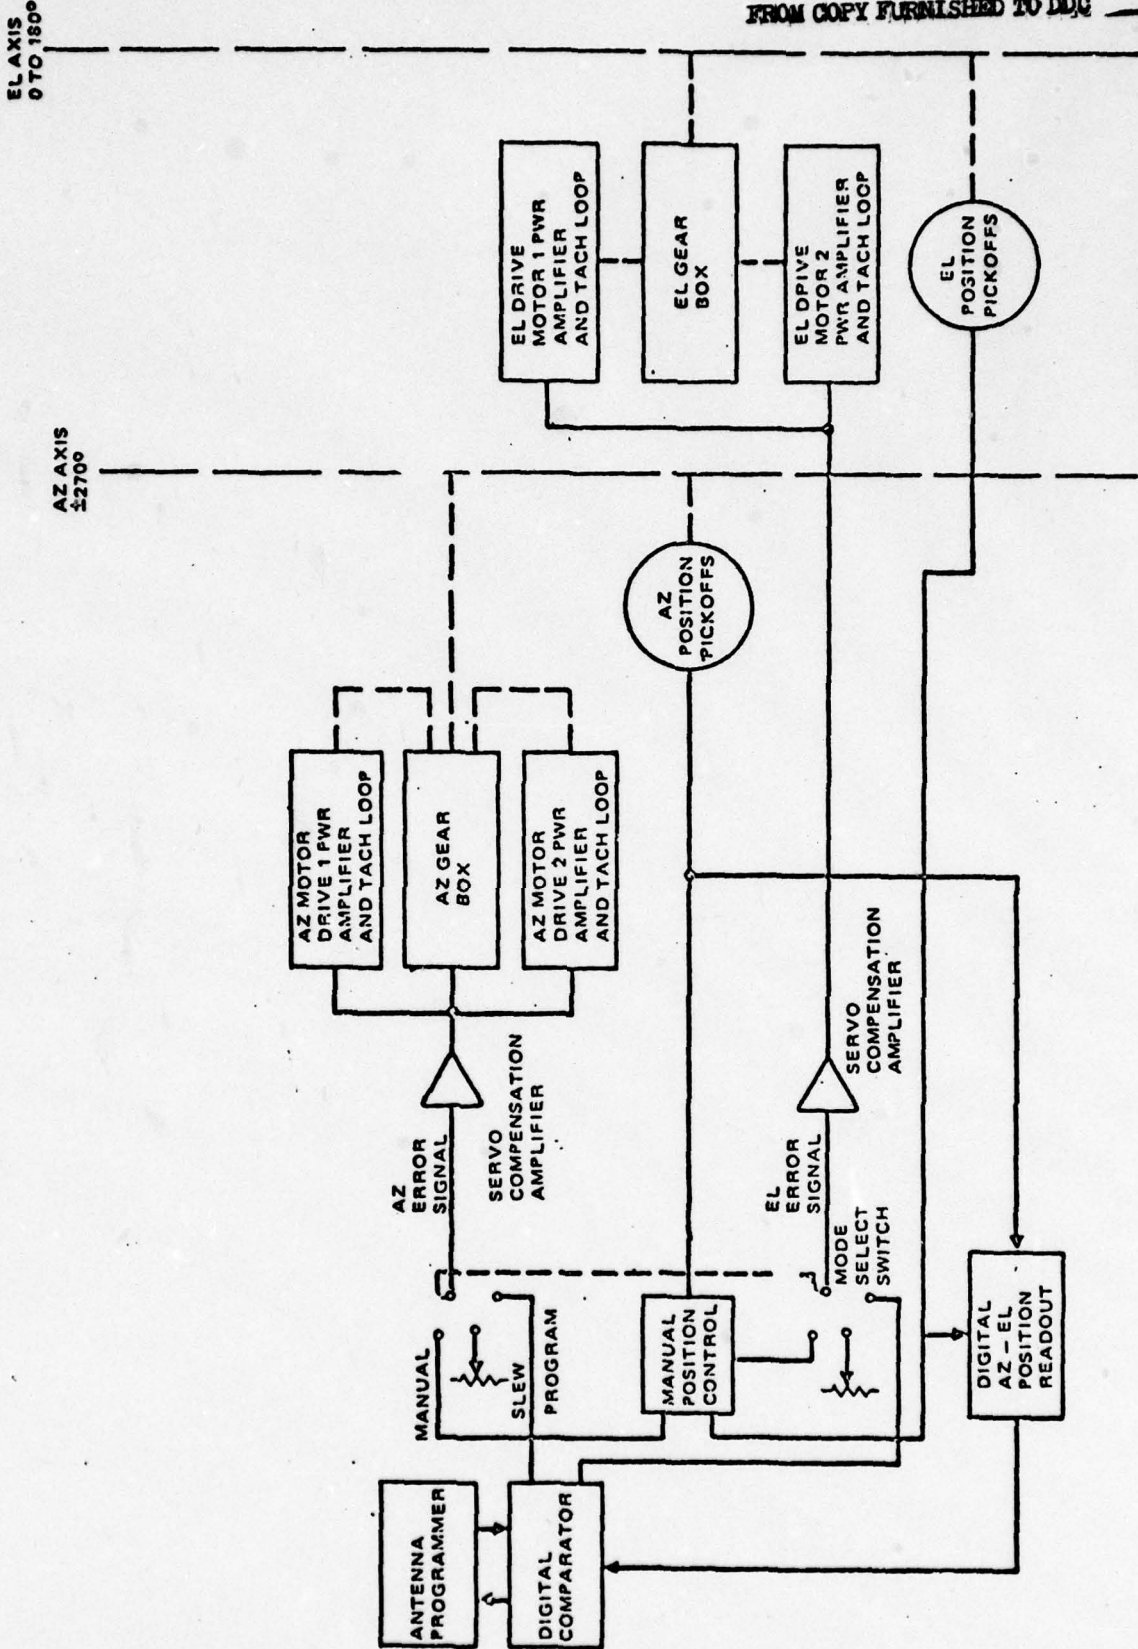 FROM COPY FURNISHED TO DDC
EL AXIS
0 TO 180°
AZ AXIS
±270°
EL DRIVE
MOTOR 1 PWR
AMPLIFIER
AND TACH LOOP
EL GEAR
BOX
EL DRIVE
MOTOR 2
PWR AMPLIFIER
AND TACH LOOP
EL
POSITION
PICKOFFS
AZ
POSITION
PICKOFFS
AZ MOTOR
DRIVE 1 PWR
AMPLIFIER
AND TACH LOOP
AZ GEAR
BOX
AZ MOTOR
DRIVE 2 PWR
AMPLIFIER
AND TACH LOOP
AZ
ERROR
SIGNAL
SERVO
COMPENSATION
AMPLIFIER
EL
ERROR
SIGNAL
SERVO
COMPENSATION
AMPLIFIER
MODE
SELECT
SWITCH
MANUAL
SLEW
PROGRAM
MANUAL
POSITION
CONTROL
DIGITAL
AZ – EL
POSITION
READOUT
ANTENNA
PROGRAMMER
DIGITAL
COMPARATOR